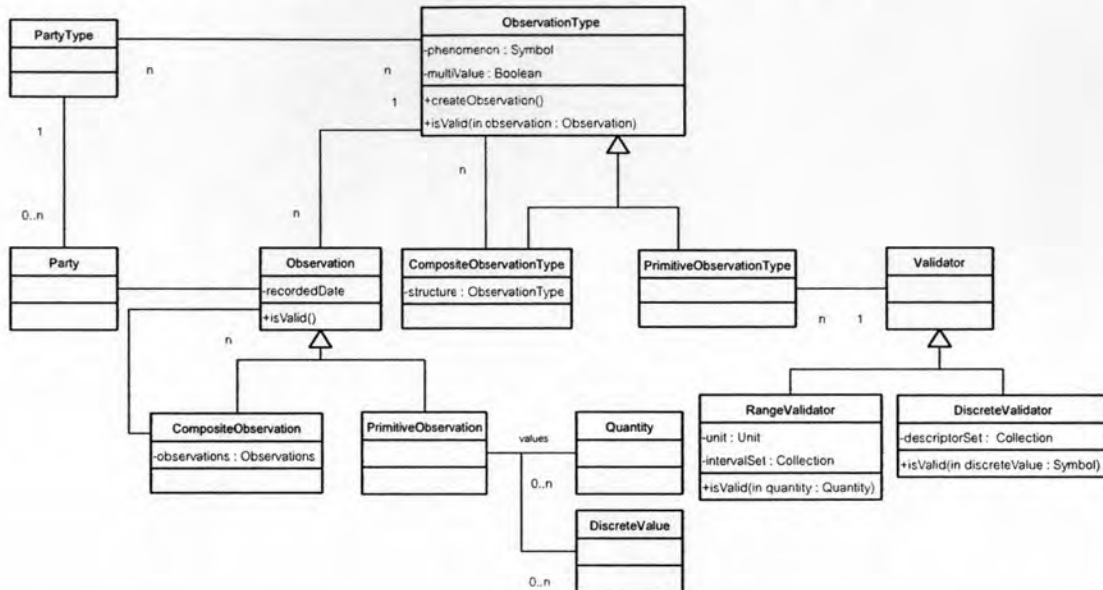 ObservationType
PartyType
-phenomenon : Symbol
n
n
-multiValue : Boolean
1
+createObservation()
+isValid(in observation : Observation)
1
n
0..n
n
Party
Observation
CompositeObservationType
PrimitiveObservationType
Validator
-recordedDate
-structure : ObservationType
+isValid()
n
1
n
RangeValidator
DiscreteValidator
CompositeObservation
PrimitiveObservation
values
Quantity
-unit : Unit
-descriptorSet : Collection
-observations : Observations
-intervalSet : Collection
+isValid(in discreteValue : Symbol)
0..n
+isValid(in quantity : Quantity)
DiscreteValue
0..n